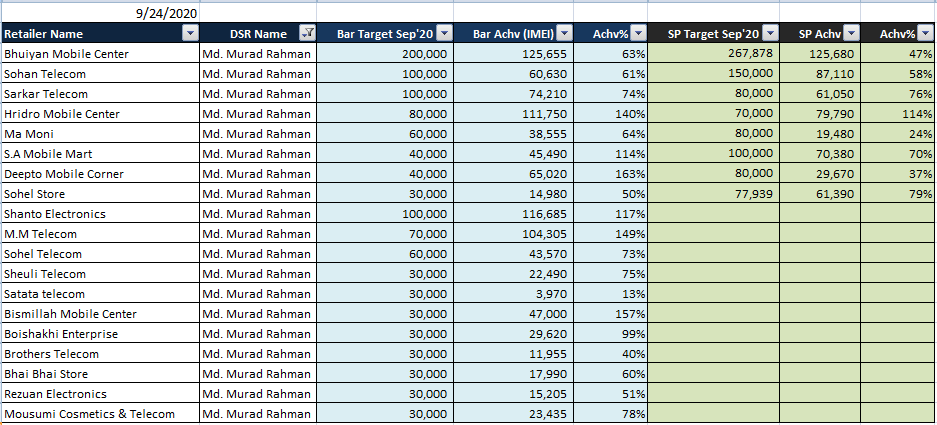 9/24/2020
Retailer Name DSR Name Bar Target Sep'20 Bar Achv (IMEI) Achv% SP Target Sep'20 SP Achv Achv%
Bhuiyan Mobile Center Md. Murad Rahman 200,000 125,655 63% 267,878 125,680 47%
Sohan Telecom Md. Murad Rahman 100,000 60,630 61% 150,000 87,110 58%
Sarkar Telecom Md. Murad Rahman 100,000 74,210 74% 80,000 61,050 76%
Hridro Mobile Center Md. Murad Rahman 80,000 111,750 140% 70,000 79,790 114%
Ma Moni Md. Murad Rahman 60,000 38,555 64% 80,000 19,480 24%
S.A Mobile Mart Md. Murad Rahman 40,000 45,490 114% 100,000 70,380 70%
Deepto Mobile Corner Md. Murad Rahman 40,000 65,020 163% 80,000 29,670 37%
Sohel Store Md. Murad Rahman 30,000 14,980 50% 77,939 61,390 79%
Shanto Electronics Md. Murad Rahman 100,000 116,685 117%
M.M Telecom Md. Murad Rahman 70,000 104,305 149%
Sohel Telecom Md. Murad Rahman 60,000 43,570 73%
Sheuli Telecom Md. Murad Rahman 30,000 22,490 75%
Satata telecom Md. Murad Rahman 30,000 3,970 13%
Bismillah Mobile Center Md. Murad Rahman 30,000 47,000 157%
Boishakhi Enterprise Md. Murad Rahman 30,000 29,620 99%
Brothers Telecom Md. Murad Rahman 30,000 11,955 40%
Bhai Bhai Store Md. Murad Rahman 30,000 17,990 60%
Rezuan Electronics Md. Murad Rahman 30,000 15,205 51%
Mousumi Cosmetics & Telecom Md. Murad Rahman 30,000 23,435 78%